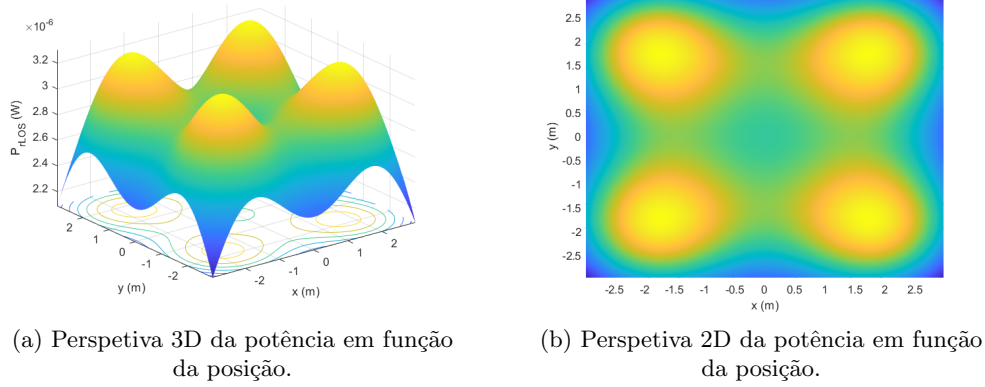 ×10⁻⁶
3.2
3
2.8
2.6
2.4
2.2
P_rLOS (W)
2
1
0
-1
-2
y (m)
-2
-1
0
1
2
x (m)
2.5
2
1.5
1
0.5
0
-0.5
-1
-1.5
-2
-2.5
y (m)
-2.5 -2 -1.5 -1 -0.5 0 0.5 1 1.5 2 2.5
x (m)
(a) Perspetiva 3D da potência em função
da posição.
(b) Perspetiva 2D da potência em função
da posição.